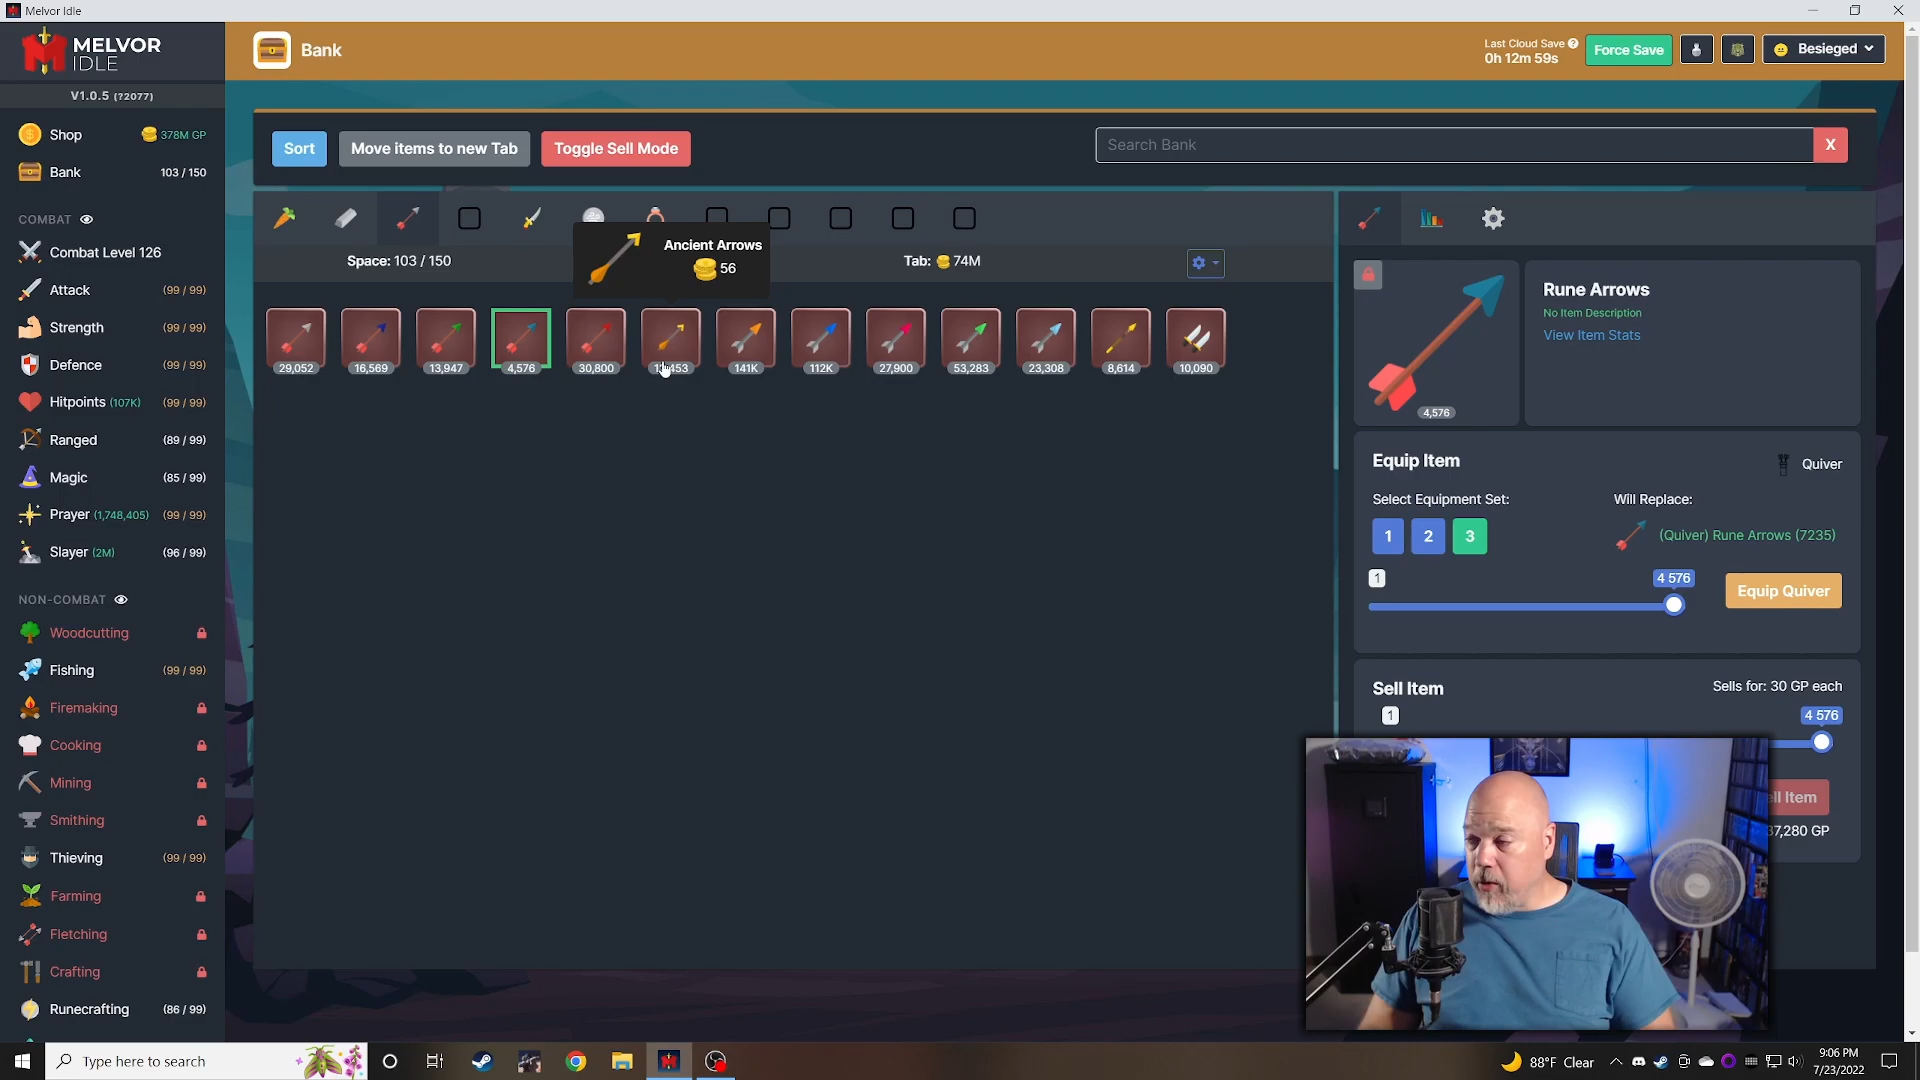 Melvor Idle
MELVOR
IDLE
V1.0.5 (?2077)
Shop 378M GP
Bank 103 / 150
COMBAT
Combat Level 126
Attack (99 / 99)
Strength (99 / 99)
Defence (99 / 99)
Hitpoints (107K) (99 / 99)
Ranged (89 / 99)
Magic (85 / 99)
Prayer (1,748,405) (99 / 99)
Slayer (2M) (96 / 99)
NON-COMBAT
Woodcutting
Fishing (99 / 99)
Firemaking
Cooking
Mining
Smithing
Thieving (99 / 99)
Farming
Fletching
Crafting
Runecrafting (86 / 99)
Bank
Last Cloud Save
0h 12m 59s
Force Save
Besieged
Sort
Move items to new Tab
Toggle Sell Mode
Search Bank
X
Space: 103 / 150
Ancient Arrows
56
Tab: 74M
29,052
16,569
13,947
4,576
30,800
141K
112K
27,900
53,283
23,308
8,614
10,090
4,576
Rune Arrows
No Item Description
View Item Stats
Equip Item
Quiver
Select Equipment Set:
Will Replace:
1 2 3
(Quiver) Rune Arrows (7235)
1
4 576
Equip Quiver
Sell Item
Sells for: 30 GP each
1
4 576
Item
37,280 GP
Type here to search
88°F Clear
9:06 PM
7/23/2022